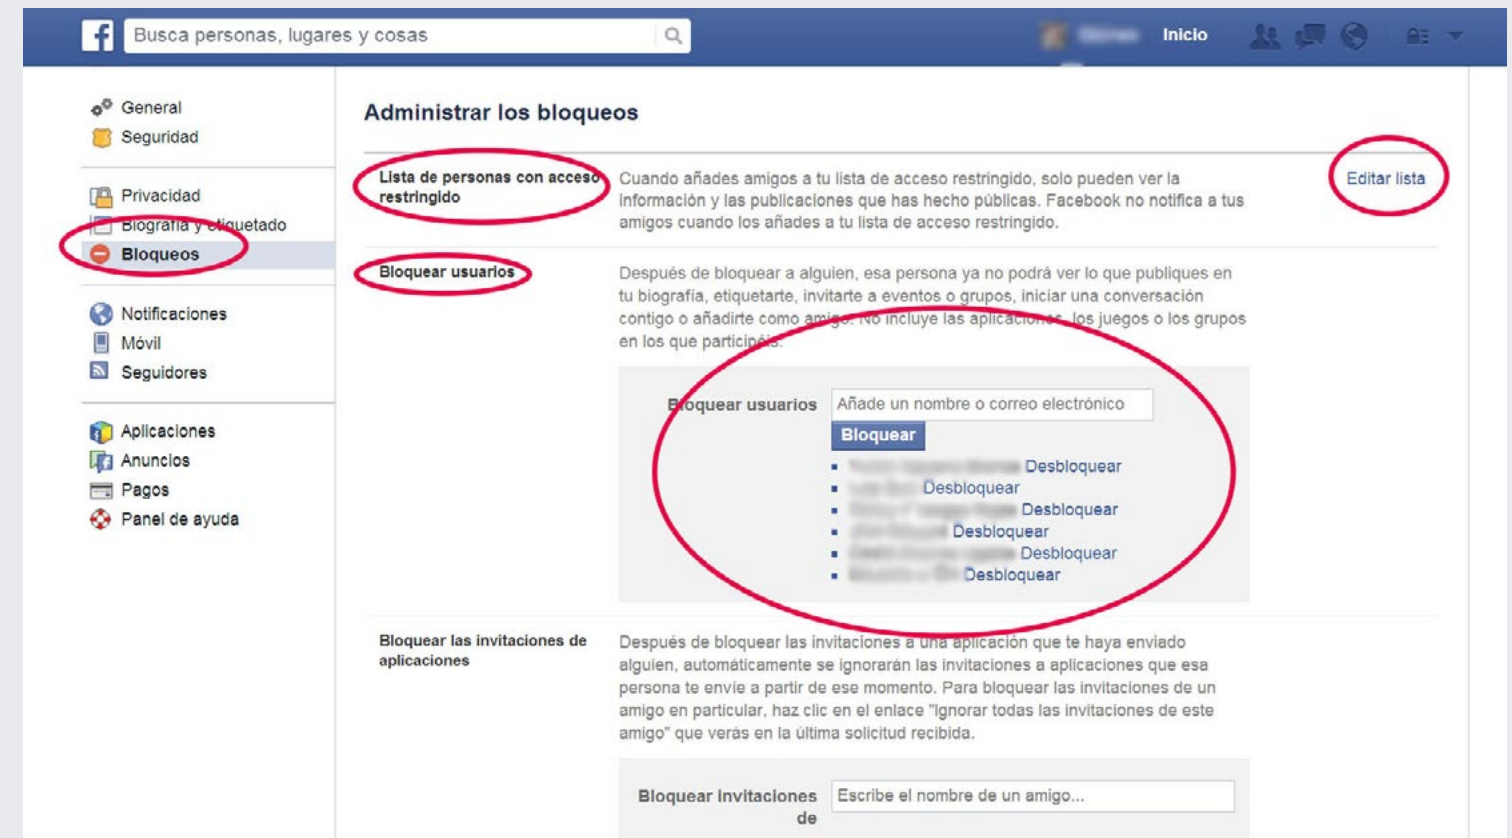 f
Busca personas, lugares y cosas
Inicio
General
Seguridad
Privacidad
Biografía y etiquetado
Bloqueos
Notificaciones
Móvil
Seguidores
Aplicaciones
Anuncios
Pagos
Panel de ayuda
Administrar los bloqueos
Lista de personas con acceso
restringido
Cuando añades amigos a tu lista de acceso restringido, solo pueden ver la
información y las publicaciones que has hecho públicas. Facebook no notifica a tus
amigos cuando los añades a tu lista de acceso restringido.
Editar lista
Bloquear usuarios
Después de bloquear a alguien, esa persona ya no podrá ver lo que publiques en
tu biografía, etiquetarte, invitarte a eventos o grupos, iniciar una conversación
contigo o añadirte como amigo. No incluye las aplicaciones, los juegos o los grupos
en los que participéis.
Bloquear usuarios
Añade un nombre o correo electrónico
Bloquear
Desbloquear
Desbloquear
Desbloquear
Desbloquear
Desbloquear
Desbloquear
Bloquear las invitaciones de
aplicaciones
Después de bloquear las invitaciones a una aplicación que te haya enviado
alguien, automáticamente se ignorarán las invitaciones a aplicaciones que esa
persona te envíe a partir de ese momento. Para bloquear las invitaciones de un
amigo en particular, haz clic en el enlace "Ignorar todas las invitaciones de este
amigo" que verás en la última solicitud recibida.
Bloquear invitaciones
de
Escribe el nombre de un amigo...